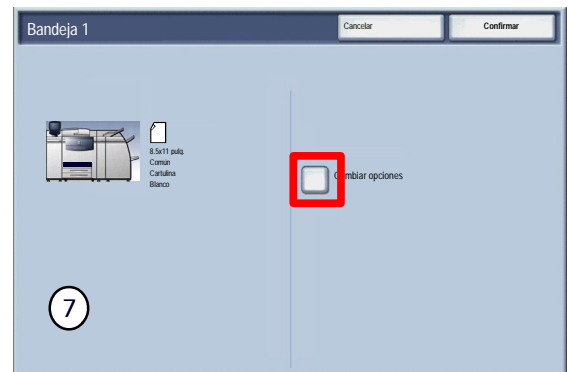 Bandeja 1
Cancelar
Confirmar
8.5x11 pulg.
Común
Cartulina
Blanco
Cambiar opciones
7